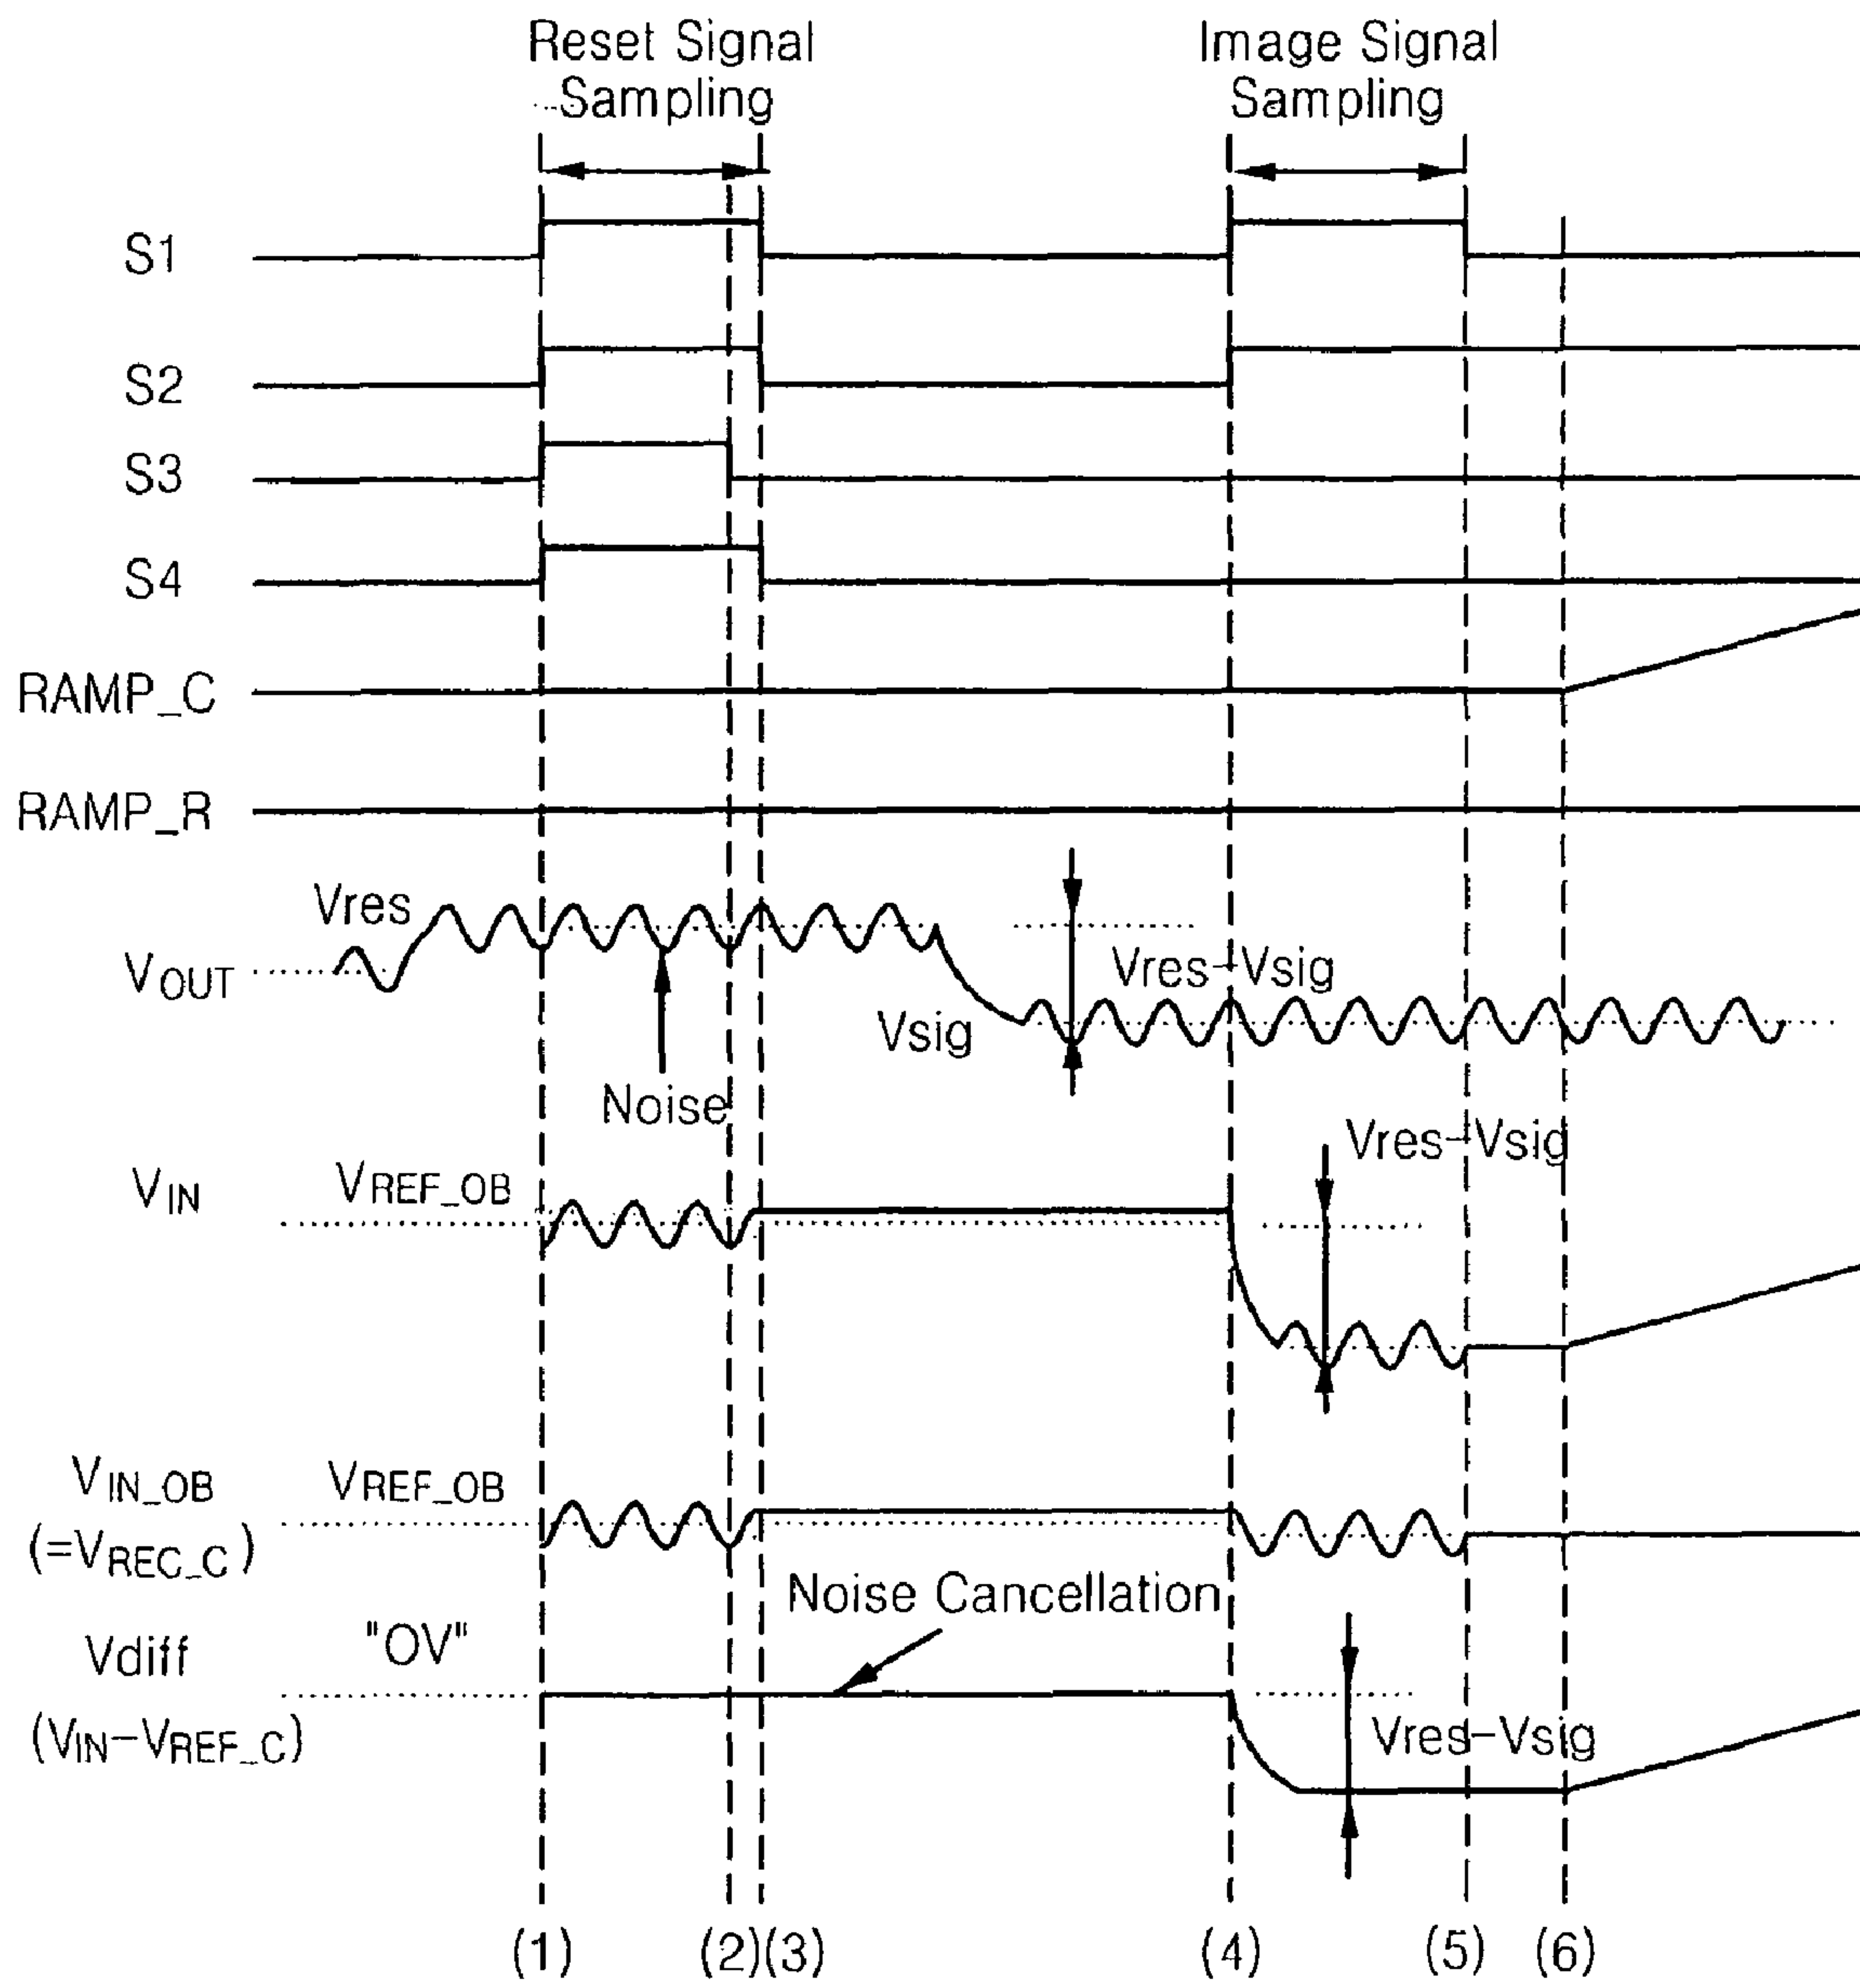 Reset Signal
Sampling
Image Signal
Sampling
S1
S2
S3
S4
RAMP_C
RAMP_R
Vres
VOUT
Vres-Vsig
Vsig
Noise
Vres-Vsig
VIN
VREF_OB
VIN_OB
(=VREC_C)
VREF_OB
Noise Cancellation
Vdiff
(VIN-VREF_C)
"OV"
Vres-Vsig
(1)
(2)
(3)
(4)
(5)
(6)